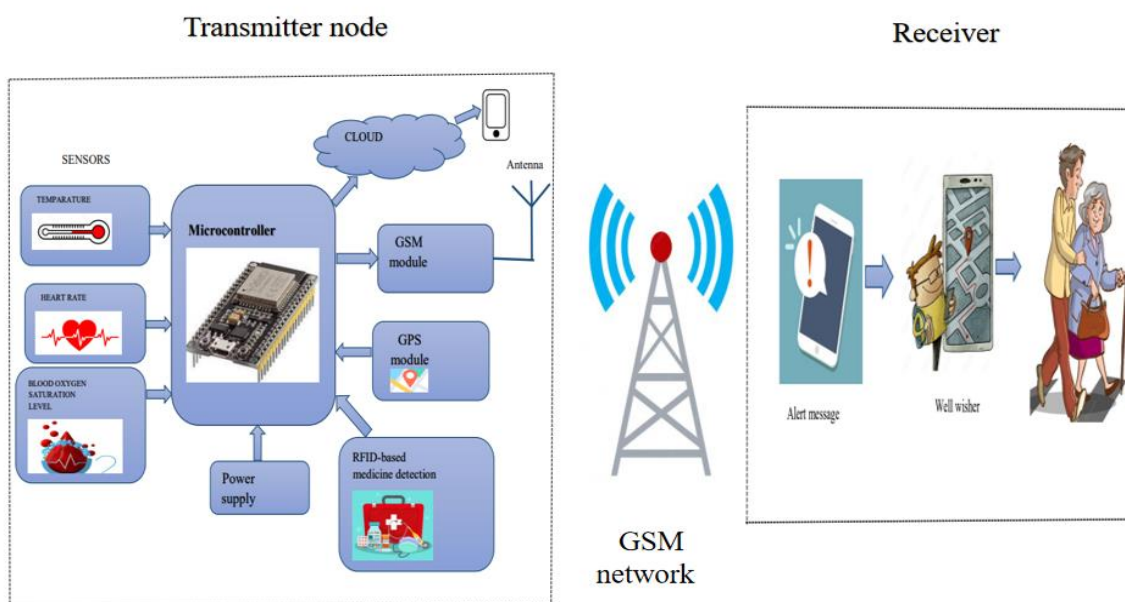 Transmitter node
Receiver
SENSORS
TEMPARATURE
HEART RATE
BLOOD OXYGEN
SATURATION
LEVEL
Microcontroller
CLOUD
Antenna
GSM
module
GPS
module
Power
supply
RFID-based
medicine detection
GSM
network
Alert message
Well wisher